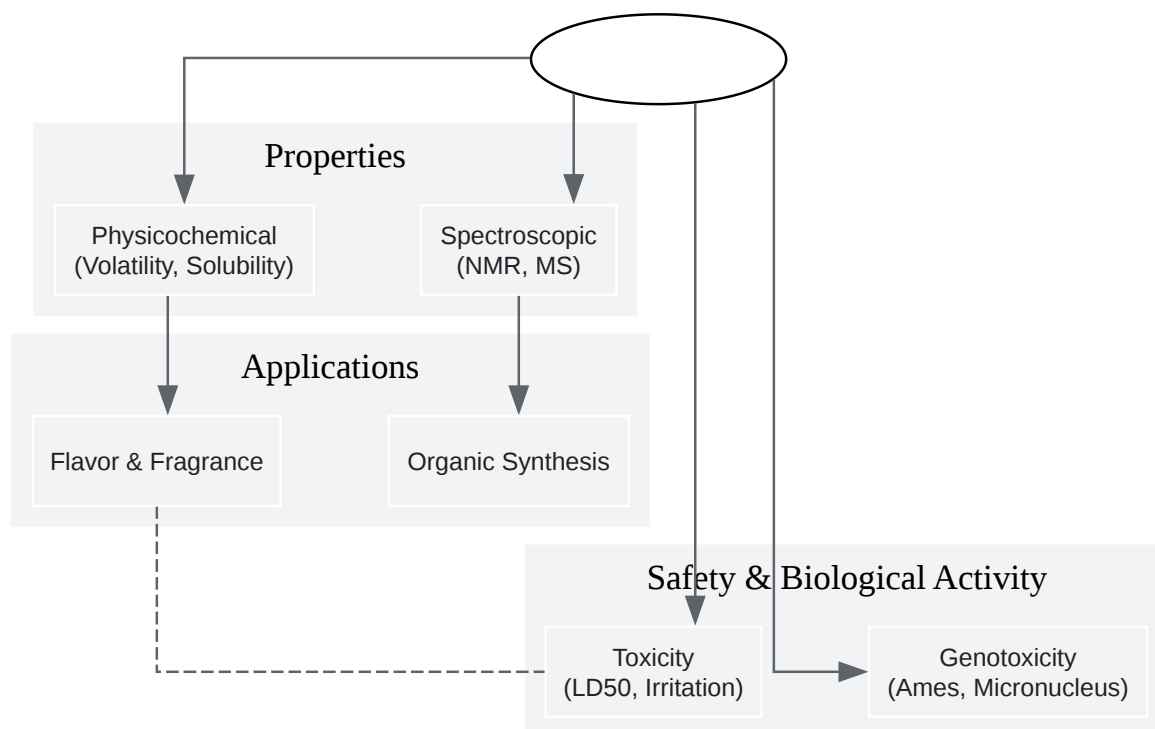 Properties
Physicochemical
(Volatility, Solubility)
Spectroscopic
(NMR, MS)
Applications
Flavor & Fragrance
Organic Synthesis
Safety & Biological Activity
Toxicity
(LD50, Irritation)
Genotoxicity
(Ames, Micronucleus)